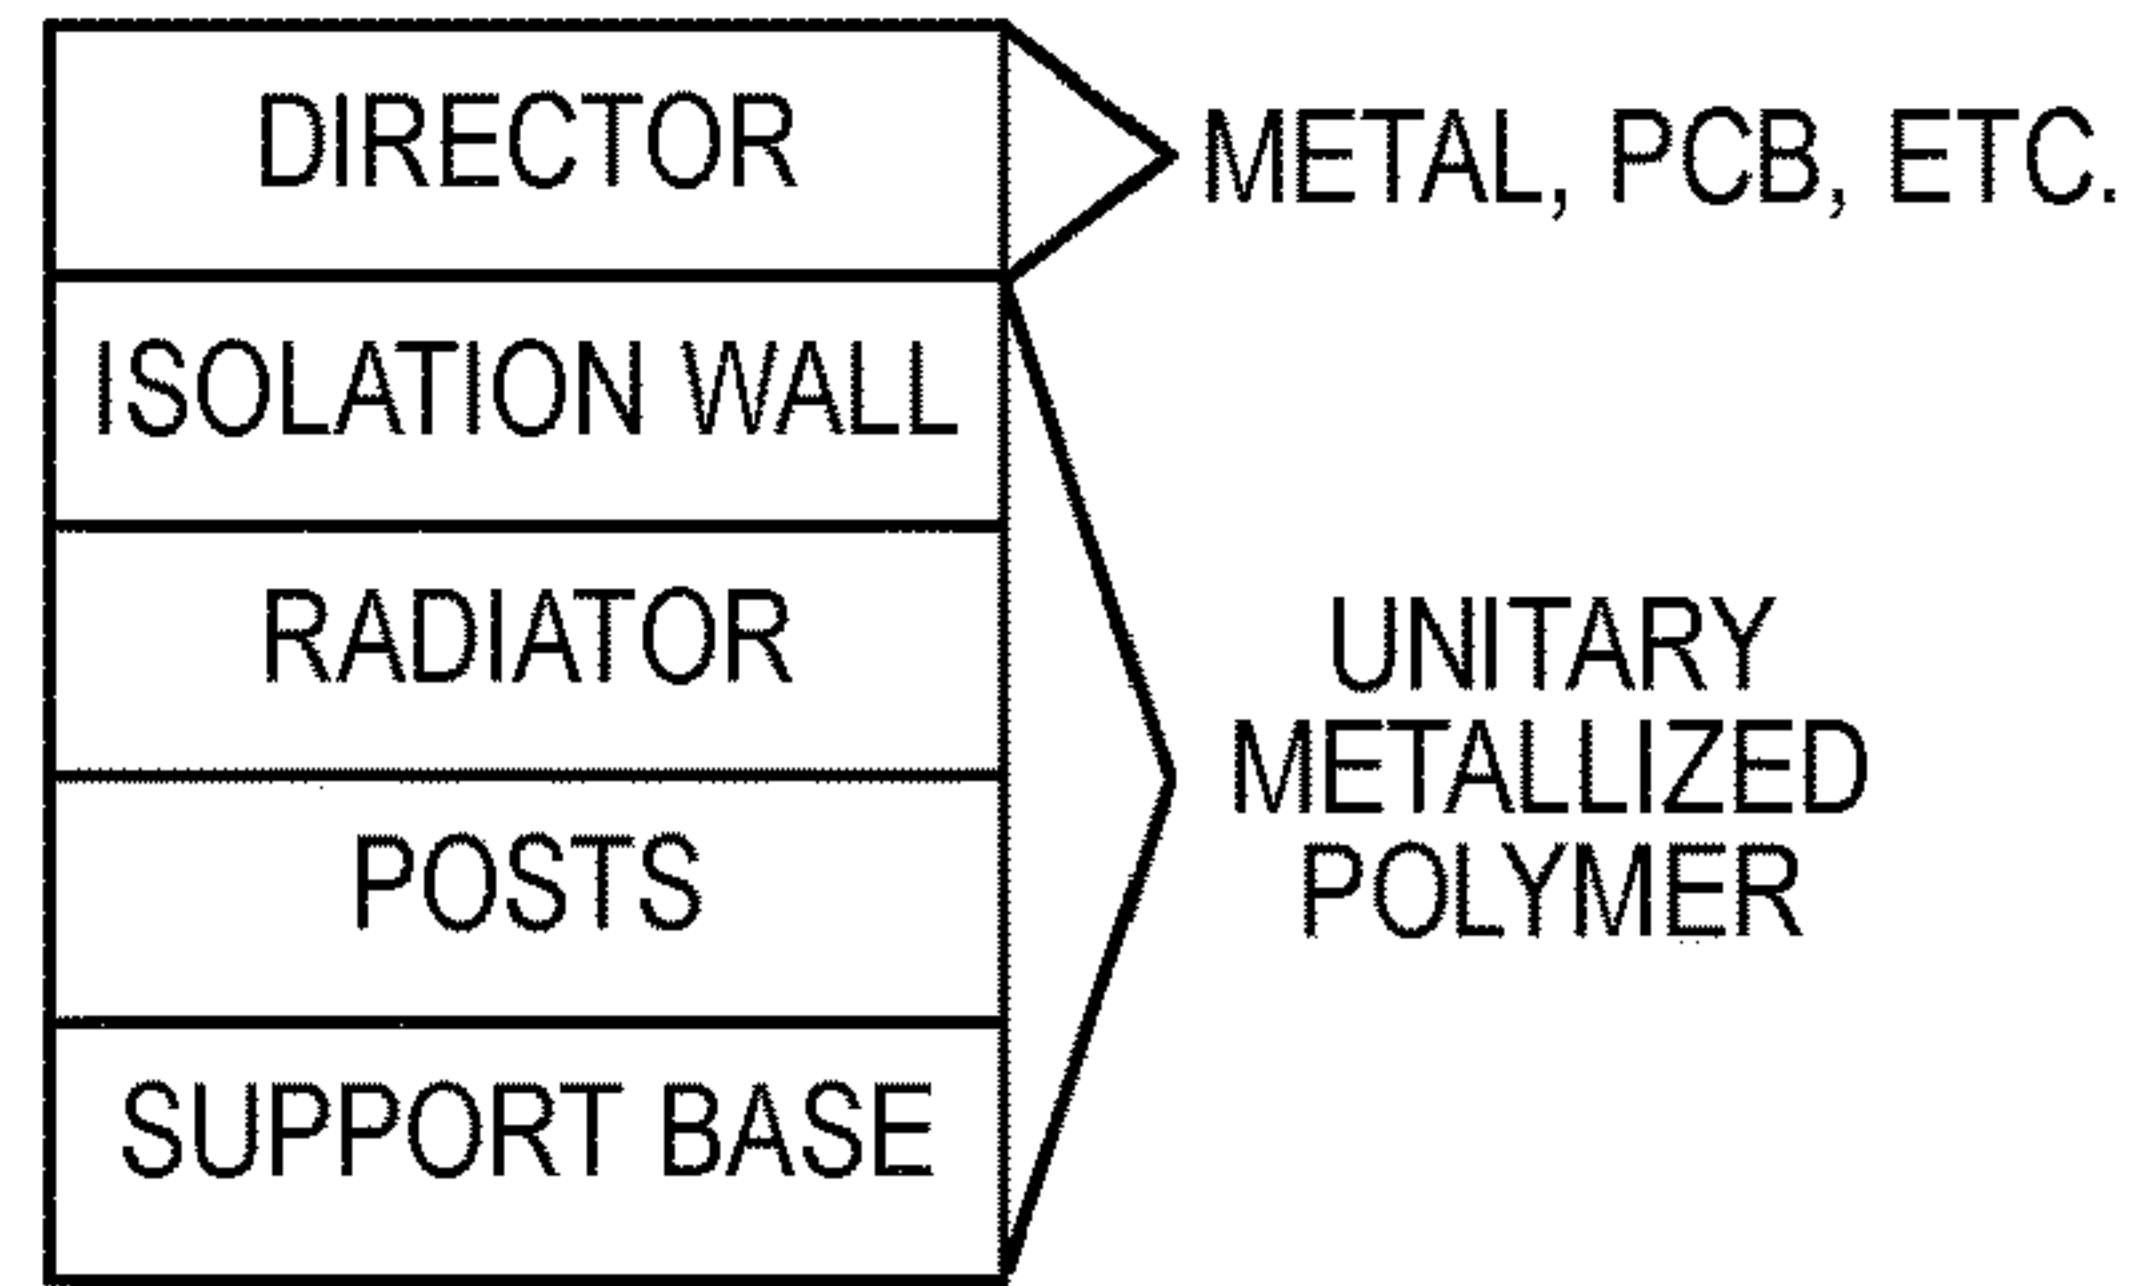 DIRECTOR
METAL, PCB, ETC.
ISOLATION WALL
RADIATOR
POSTS
SUPPORT BASE
UNITARY
METALLIZED
POLYMER